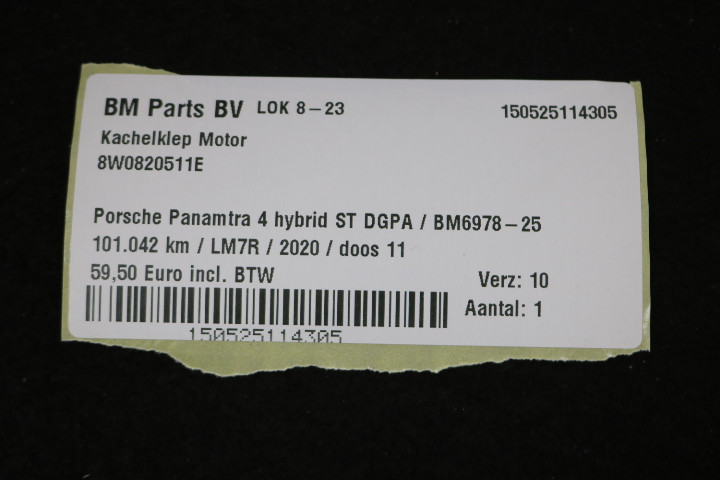 BM Parts BV LOK 8-23 150525114305
Kachelklep Motor
8W0820511E
Porsche Panamtra 4 hybrid ST DGPA / BM6978-25
101.042 km / LM7R / 2020 / doos 11
59,50 Euro incl. BTW Verz: 10
Aantal: 1
150525114305